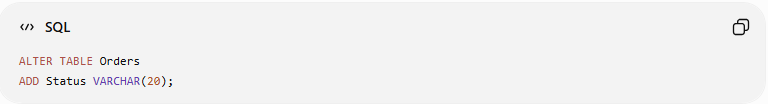 SQL
ALTER TABLE Orders
ADD Status VARCHAR(20);